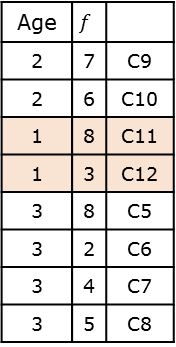 Age f
2 7 C9
2 6 C10
1 8 C11
1 3 C12
3 8 C5
3 2 C6
3 4 C7
3 5 C8